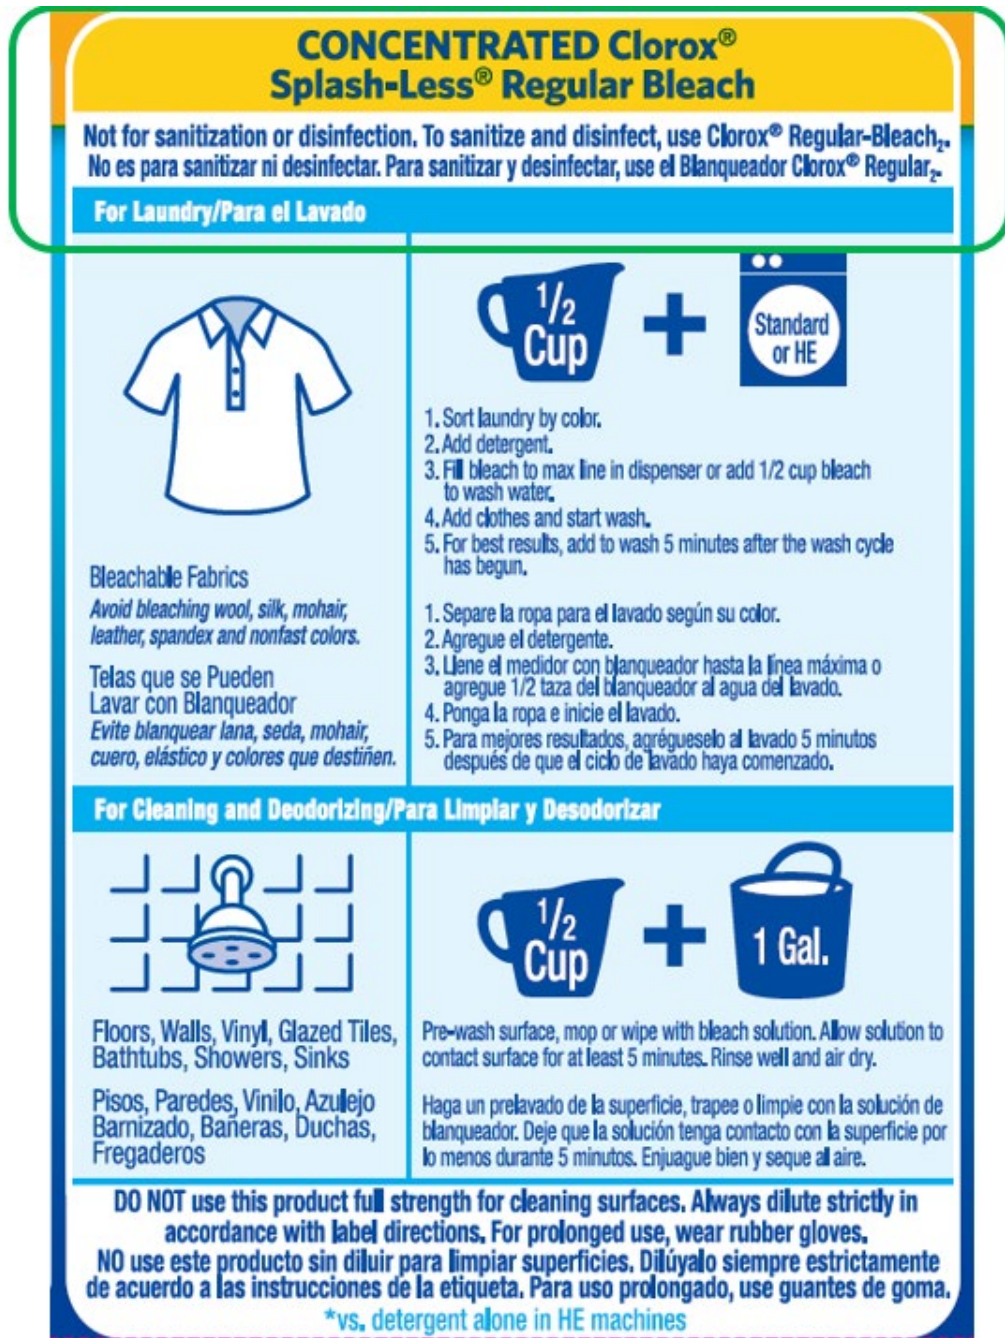 CONCENTRATED Clorox®
Splash-Less® Regular Bleach
Not for sanitization or disinfection. To sanitize and disinfect, use Clorox® Regular-Bleach₂.
No es para sanitizar ni desinfectar. Para sanitizar y desinfectar, use el Blanqueador Clorox® Regular₂.
For Laundry/Para el Lavado
Bleachable Fabrics
Avoid bleaching wool, silk, mohair,
leather, spandex and nonfast colors.
Telas que se Pueden
Lavar con Blanqueador
Evite blanquear lana, seda, mohair,
cuero, elástico y colores que destiñen.
1/2
Cup
+
Standard
or HE
1. Sort laundry by color.
2. Add detergent.
3. Fill bleach to max line in dispenser or add 1/2 cup bleach
to wash water.
4. Add clothes and start wash.
5. For best results, add to wash 5 minutes after the wash cycle
has begun.
1. Separe la ropa para el lavado según su color.
2. Agregue el detergente.
3. Llene el medidor con blanqueador hasta la línea máxima o
agregue 1/2 taza del blanqueador al agua del lavado.
4. Ponga la ropa e inicie el lavado.
5. Para mejores resultados, agrégueselo al lavado 5 minutos
después de que el ciclo de lavado haya comenzado.
For Cleaning and Deodorizing/Para Limpiar y Desodorizar
Floors, Walls, Vinyl, Glazed Tiles,
Bathtubs, Showers, Sinks
Pisos, Paredes, Vinilo, Azulejo
Barnizado, Bañeras, Duchas,
Fregaderos
1/2
Cup
+
1 Gal.
Pre-wash surface, mop or wipe with bleach solution. Allow solution to
contact surface for at least 5 minutes. Rinse well and air dry.
Haga un prelavado de la superficie, trapee o limpie con la solución de
blanqueador. Deje que la solución tenga contacto con la superficie por
lo menos durante 5 minutos. Enjuague bien y seque al aire.
DO NOT use this product full strength for cleaning surfaces. Always dilute strictly in
accordance with label directions. For prolonged use, wear rubber gloves.
NO use este producto sin diluir para limpiar superficies. Dilúyalo siempre estrictamente
de acuerdo a las instrucciones de la etiqueta. Para uso prolongado, use guantes de goma.
*vs. detergent alone in HE machines